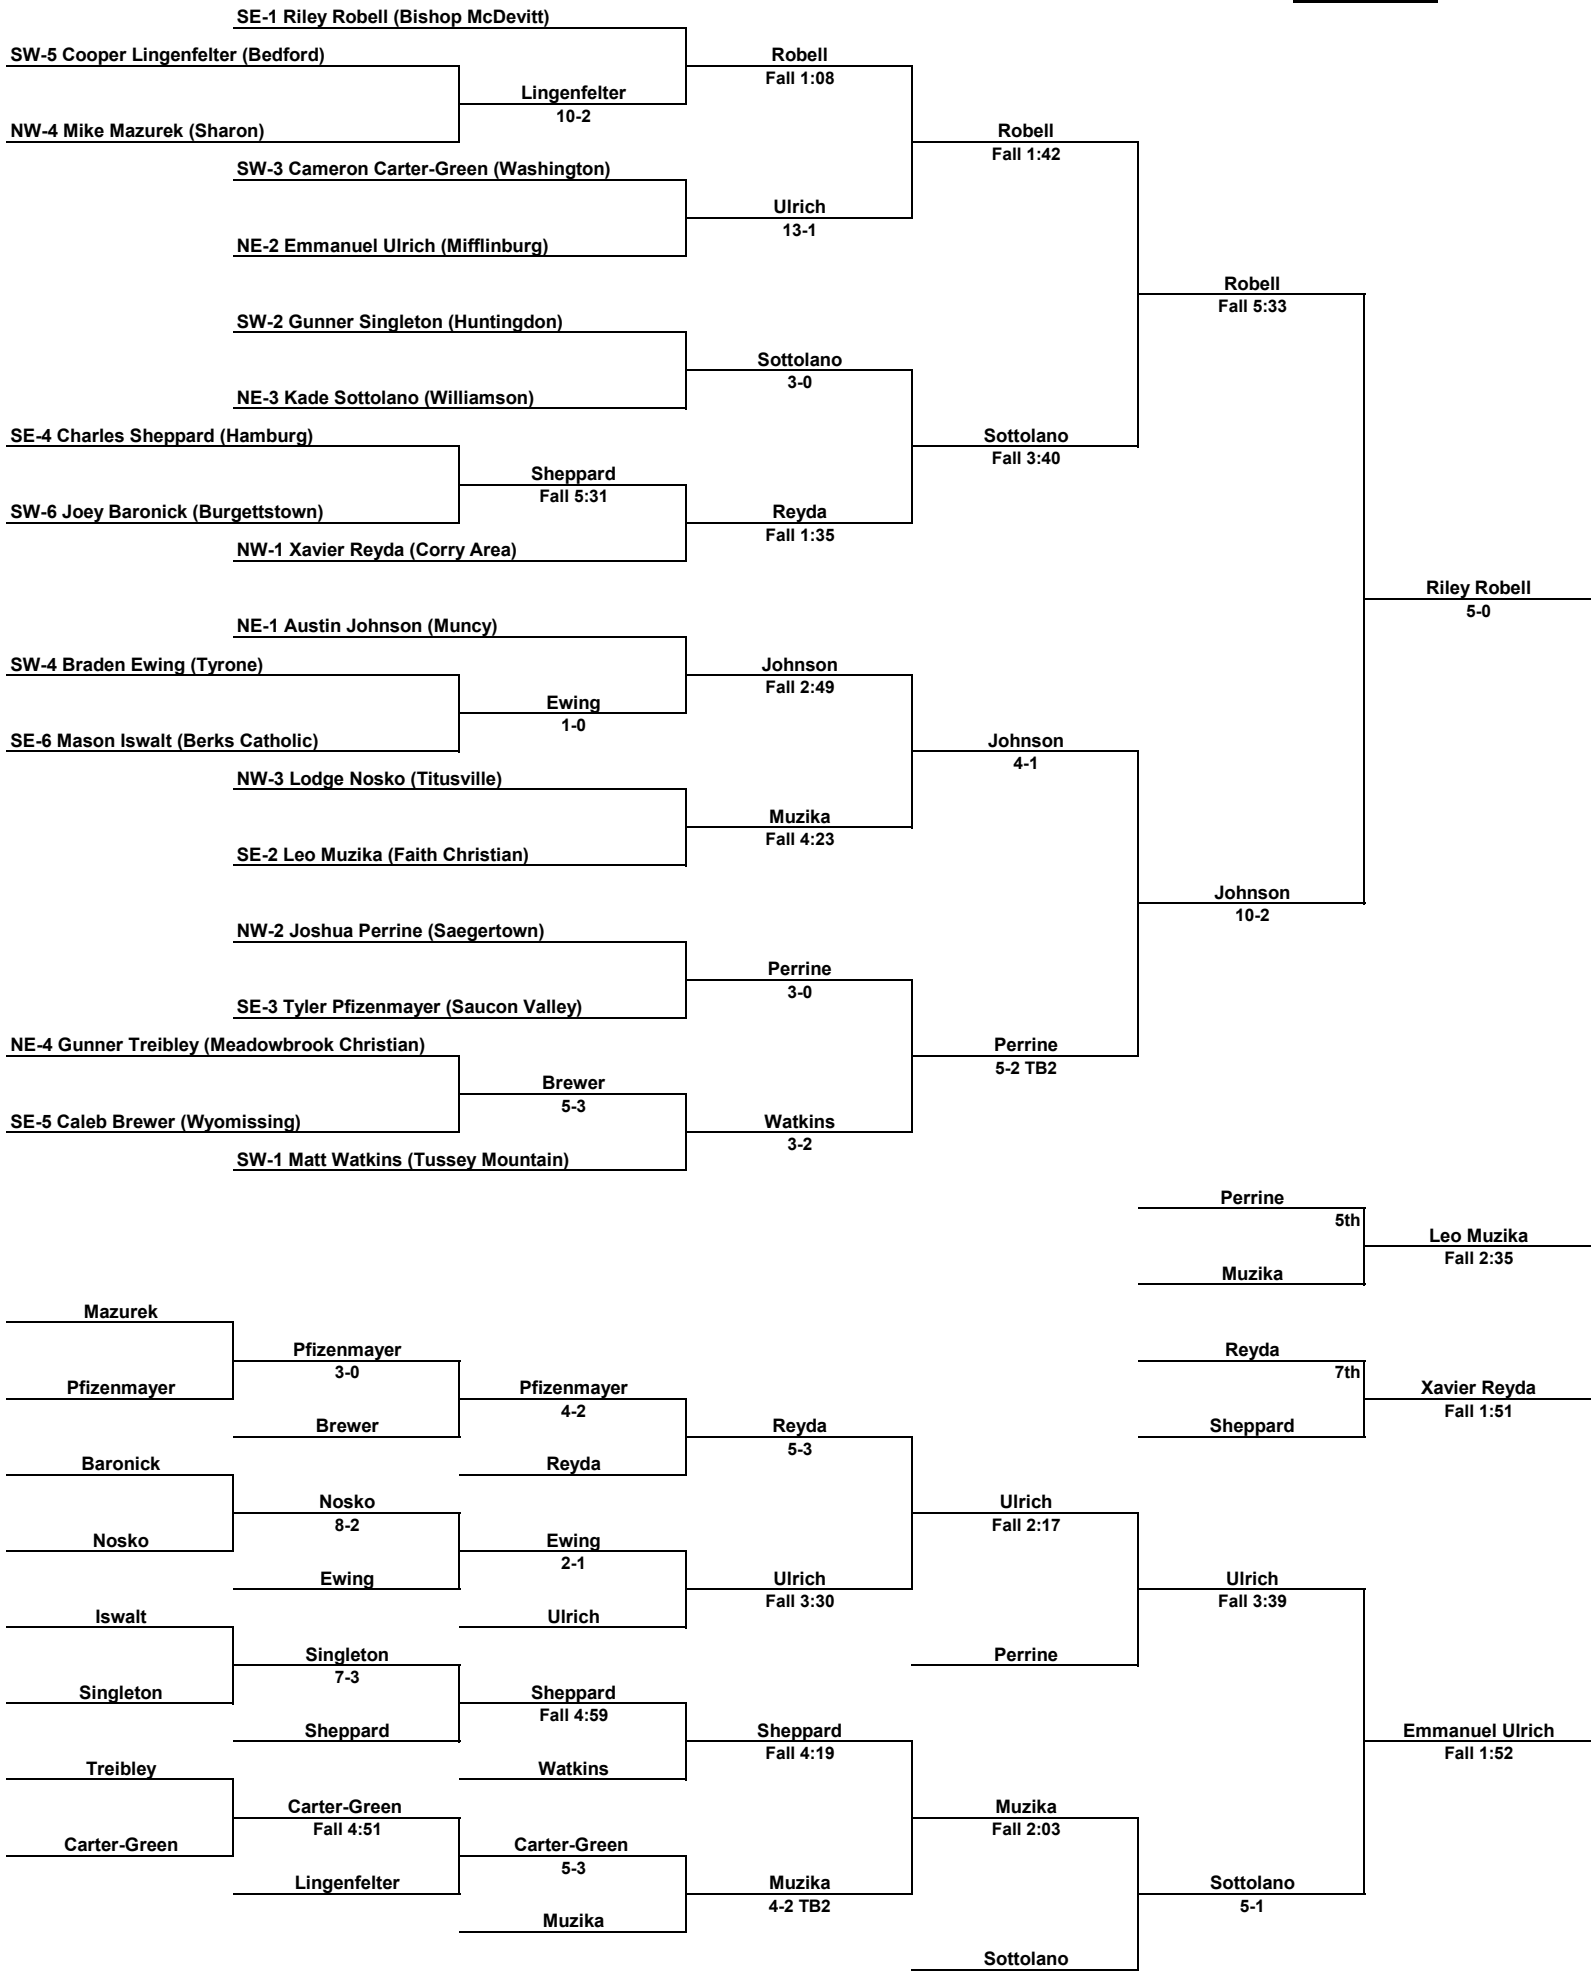 SE-1 Riley Robell (Bishop McDevitt)
SW-5 Cooper Lingenfelter (Bedford)
Robell
Fall 1:08
Lingenfelter
10-2
NW-4 Mike Mazurek (Sharon)
Robell
Fall 1:42
SW-3 Cameron Carter-Green (Washington)
Ulrich
13-1
NE-2 Emmanuel Ulrich (Mifflinburg)
Robell
Fall 5:33
SW-2 Gunner Singleton (Huntingdon)
Sottolano
3-0
NE-3 Kade Sottolano (Williamson)
SE-4 Charles Sheppard (Hamburg)
Sottolano
Fall 3:40
Sheppard
Fall 5:31
SW-6 Joey Baronick (Burgettstown)
Reyda
Fall 1:35
NW-1 Xavier Reyda (Corry Area)
Riley Robell
5-0
NE-1 Austin Johnson (Muncy)
SW-4 Braden Ewing (Tyrone)
Johnson
Fall 2:49
Ewing
1-0
SE-6 Mason Iswalt (Berks Catholic)
Johnson
4-1
NW-3 Lodge Nosko (Titusville)
Muzika
Fall 4:23
SE-2 Leo Muzika (Faith Christian)
Johnson
10-2
NW-2 Joshua Perrine (Saegertown)
Perrine
3-0
SE-3 Tyler Pfizenmayer (Saucon Valley)
NE-4 Gunner Treibley (Meadowbrook Christian)
Perrine
5-2 TB2
Brewer
5-3
SE-5 Caleb Brewer (Wyomissing)
Watkins
3-2
SW-1 Matt Watkins (Tussey Mountain)
Perrine
5th
Leo Muzika
Fall 2:35
Muzika
Mazurek
Pfizenmayer
3-0
Reyda
7th
Pfizenmayer
Pfizenmayer
4-2
Xavier Reyda
Fall 1:51
Brewer
Reyda
5-3
Sheppard
Baronick
Reyda
Nosko
8-2
Ulrich
Fall 2:17
Nosko
Ewing
2-1
Ewing
Ulrich
Fall 3:30
Ulrich
Fall 3:39
Iswalt
Ulrich
Singleton
7-3
Perrine
Singleton
Sheppard
Fall 4:59
Sheppard
Sheppard
Fall 4:19
Emmanuel Ulrich
Fall 1:52
Treibley
Watkins
Carter-Green
Fall 4:51
Muzika
Fall 2:03
Carter-Green
Carter-Green
5-3
Lingenfelter
Muzika
4-2 TB2
Sottolano
5-1
Muzika
Sottolano